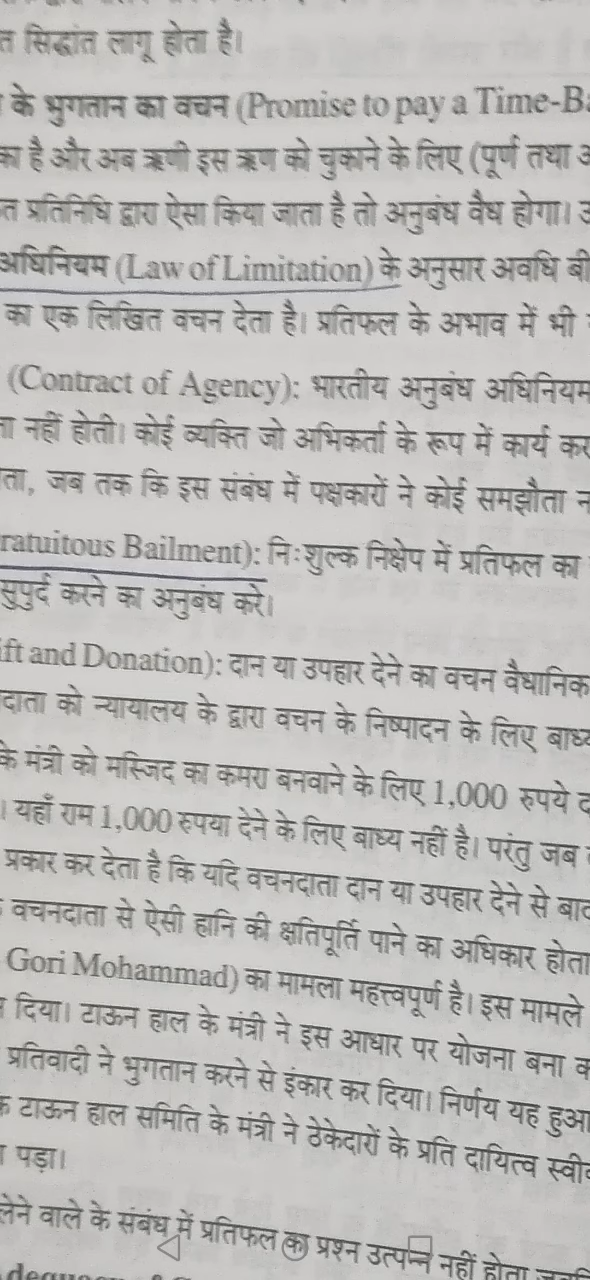 सिद्धांत लागू होता है।
के भुगतान का वचन (Promise to pay a Time-
है और अब ऋणी इस ऋण को चुकाने के लिए (पूर्ण तथा
प्रतिनिधि द्वारा ऐसा किया जाता है तो अनुबंध वैध होगा।
अधिनियम (Law of Limitation) के अनुसार अवधि
का एक लिखित वचन देता है। प्रतिफल के अभाव में भी
(Contract of Agency): भारतीय अनुबंध अधिनियम
नहीं होती। कोई व्यक्ति जो अभिकर्ता के रूप में कार्य
जब तक कि इस संबंध में पक्षकारों ने कोई समझौता
ratuitous Bailment): निःशुल्क निक्षेप में प्रतिफल का
सुपुर्द करने का अनुबंध करे।
ift and Donation): दान या उपहार देने का वचन वैधानिक
दाता को न्यायालय के द्वारा वचन के निष्पादन के लिए
के मंत्री को मस्जिद का कमरा बनवाने के लिए 1,000 रुपये
। यहाँ राम 1,000 रुपया देने के लिए बाध्य नहीं है। परंतु जब
प्रकार कर देता है कि यदि वचनदाता दान या उपहार देने से
वचनदाता से ऐसी हानि की क्षतिपूर्ति पाने का अधिकार होता
Gori Mohammad) का मामला महत्त्वपूर्ण है। इस मामले
दिया। टाऊन हाल के मंत्री ने इस आधार पर योजना बना
प्रतिवादी ने भुगतान करने से इंकार कर दिया। निर्णय यह हुआ
टाऊन हाल समिति के मंत्री ने ठेकेदारों के प्रति दायित्व
पड़ा।
लेने वाले के संबंध में प्रतिफल का प्रश्न उत्पन्न नहीं होता